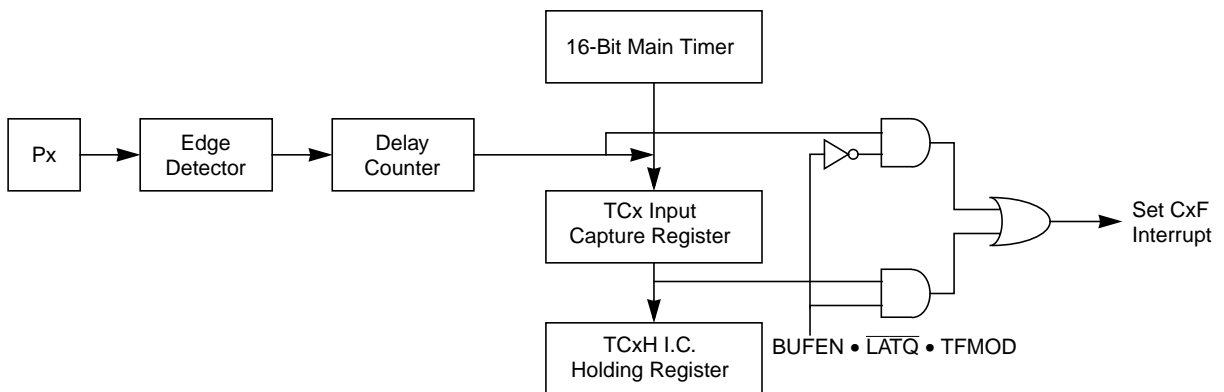 16-Bit Main Timer
Px
Edge
Detector
Delay
Counter
TCx Input
Capture Register
TCxH I.C.
Holding Register
BUFEN • L̅A̅T̅Q̅ • TFMOD
Set CxF
Interrupt